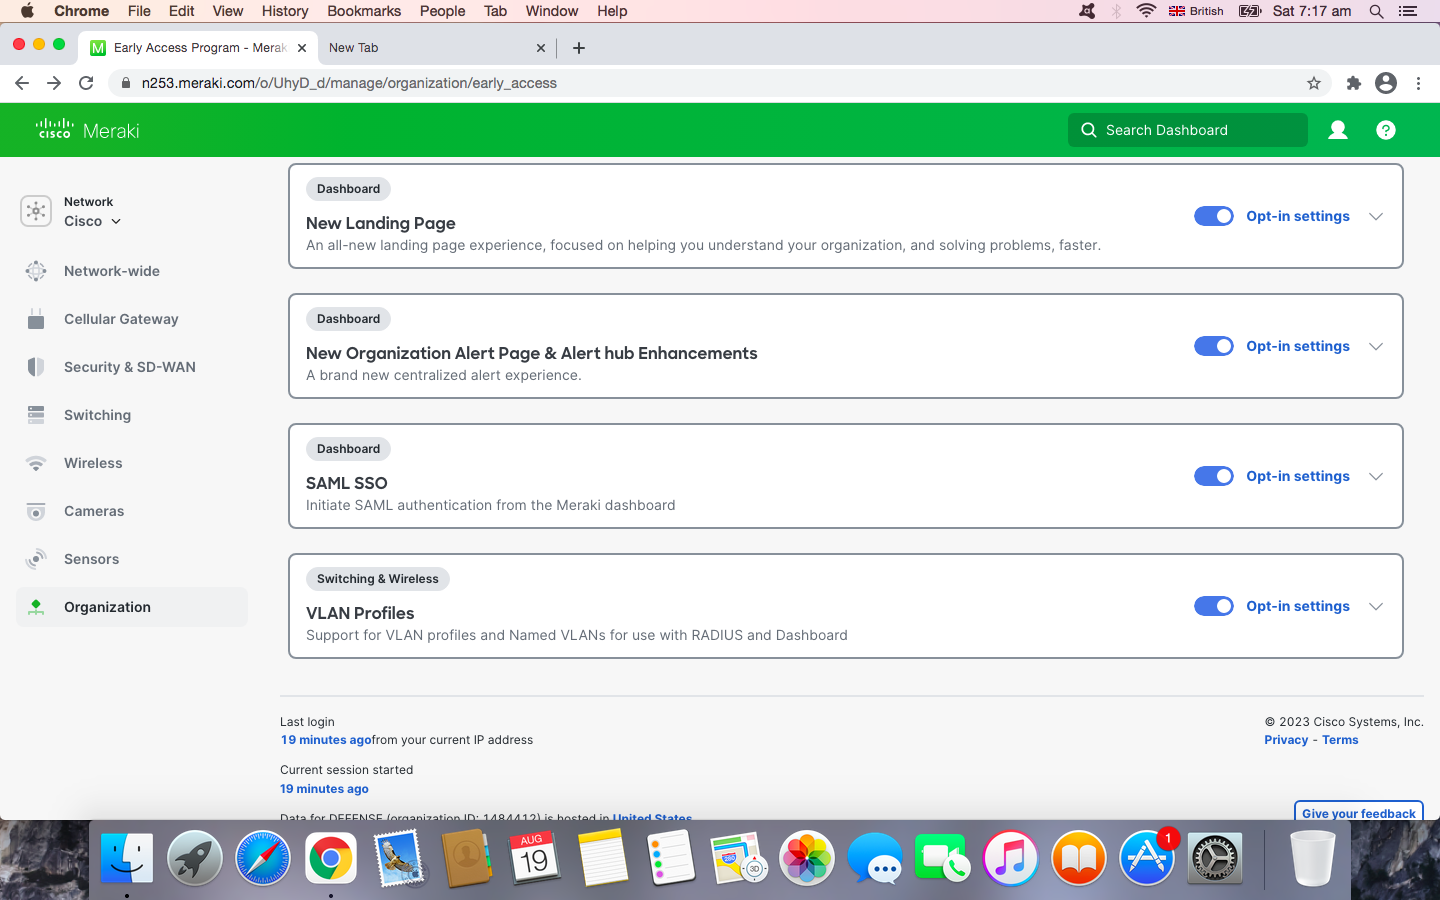 Chrome File Edit View History Bookmarks People Tab Window Help British Sat 7:17 am
Early Access Program - Merak New Tab
n253.meraki.com/o/UhyD_d/manage/organization/early_access
cisco Meraki Search Dashboard
Network
Cisco
Network-wide
Cellular Gateway
Security & SD-WAN
Switching
Wireless
Cameras
Sensors
Organization
Dashboard
New Landing Page
An all-new landing page experience, focused on helping you understand your organization, and solving problems, faster.
Opt-in settings
Dashboard
New Organization Alert Page & Alert hub Enhancements
A brand new centralized alert experience.
Opt-in settings
Dashboard
SAML SSO
Initiate SAML authentication from the Meraki dashboard
Opt-in settings
Switching & Wireless
VLAN Profiles
Support for VLAN profiles and Named VLANs for use with RADIUS and Dashboard
Opt-in settings
Last login
19 minutes agofrom your current IP address
Current session started
19 minutes ago
Data for DEFENSE (organization ID: 1484412) is hosted in United States
© 2023 Cisco Systems, Inc.
Privacy - Terms
Give your feedback
AUG
19
280
3D
1